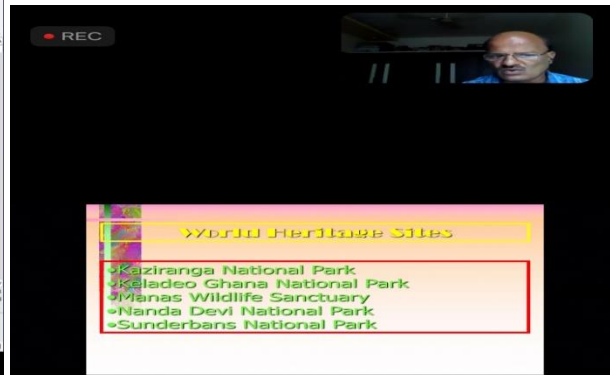 REC
World Heritage Sites
•Kaziranga National Park
•Keladeo Ghana National Park
•Manas Wildlife Sanctuary
•Nanda Devi National Park
•Sunderbans National Park